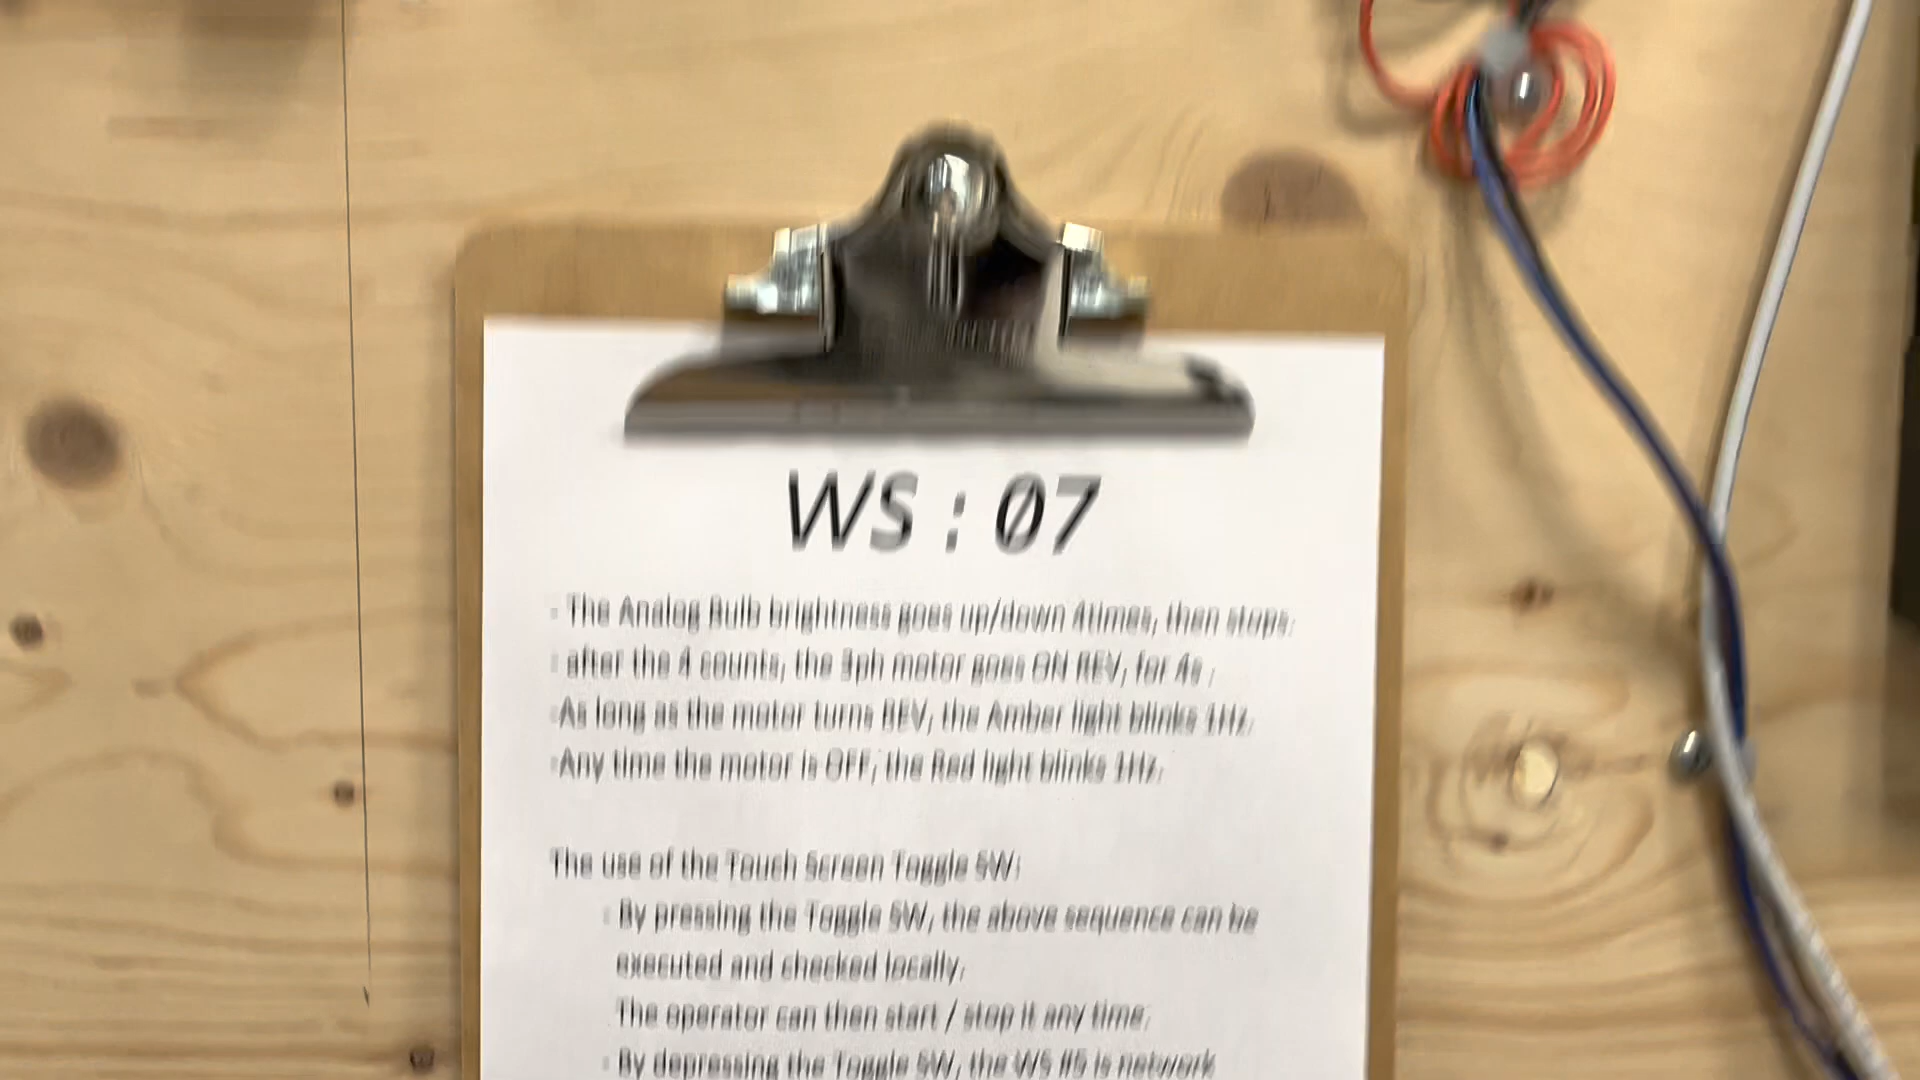 WS : 07
- The Analog Bulb brightness goes up/down 4times, then stops.
- after the 4 counts, the 3ph motor goes ON REV, for 4s ;
-As long as the motor turns REV, the Amber light blinks 1Hz.
-Any time the motor is OFF, the Red light blinks 1Hz.
The use of the Touch Screen Toggle SW:
- By pressing the Toggle SW, the above sequence can be
executed and checked locally.
The operator can then start / stop it any time.
- By depressing the Toggle SW, the WS is network